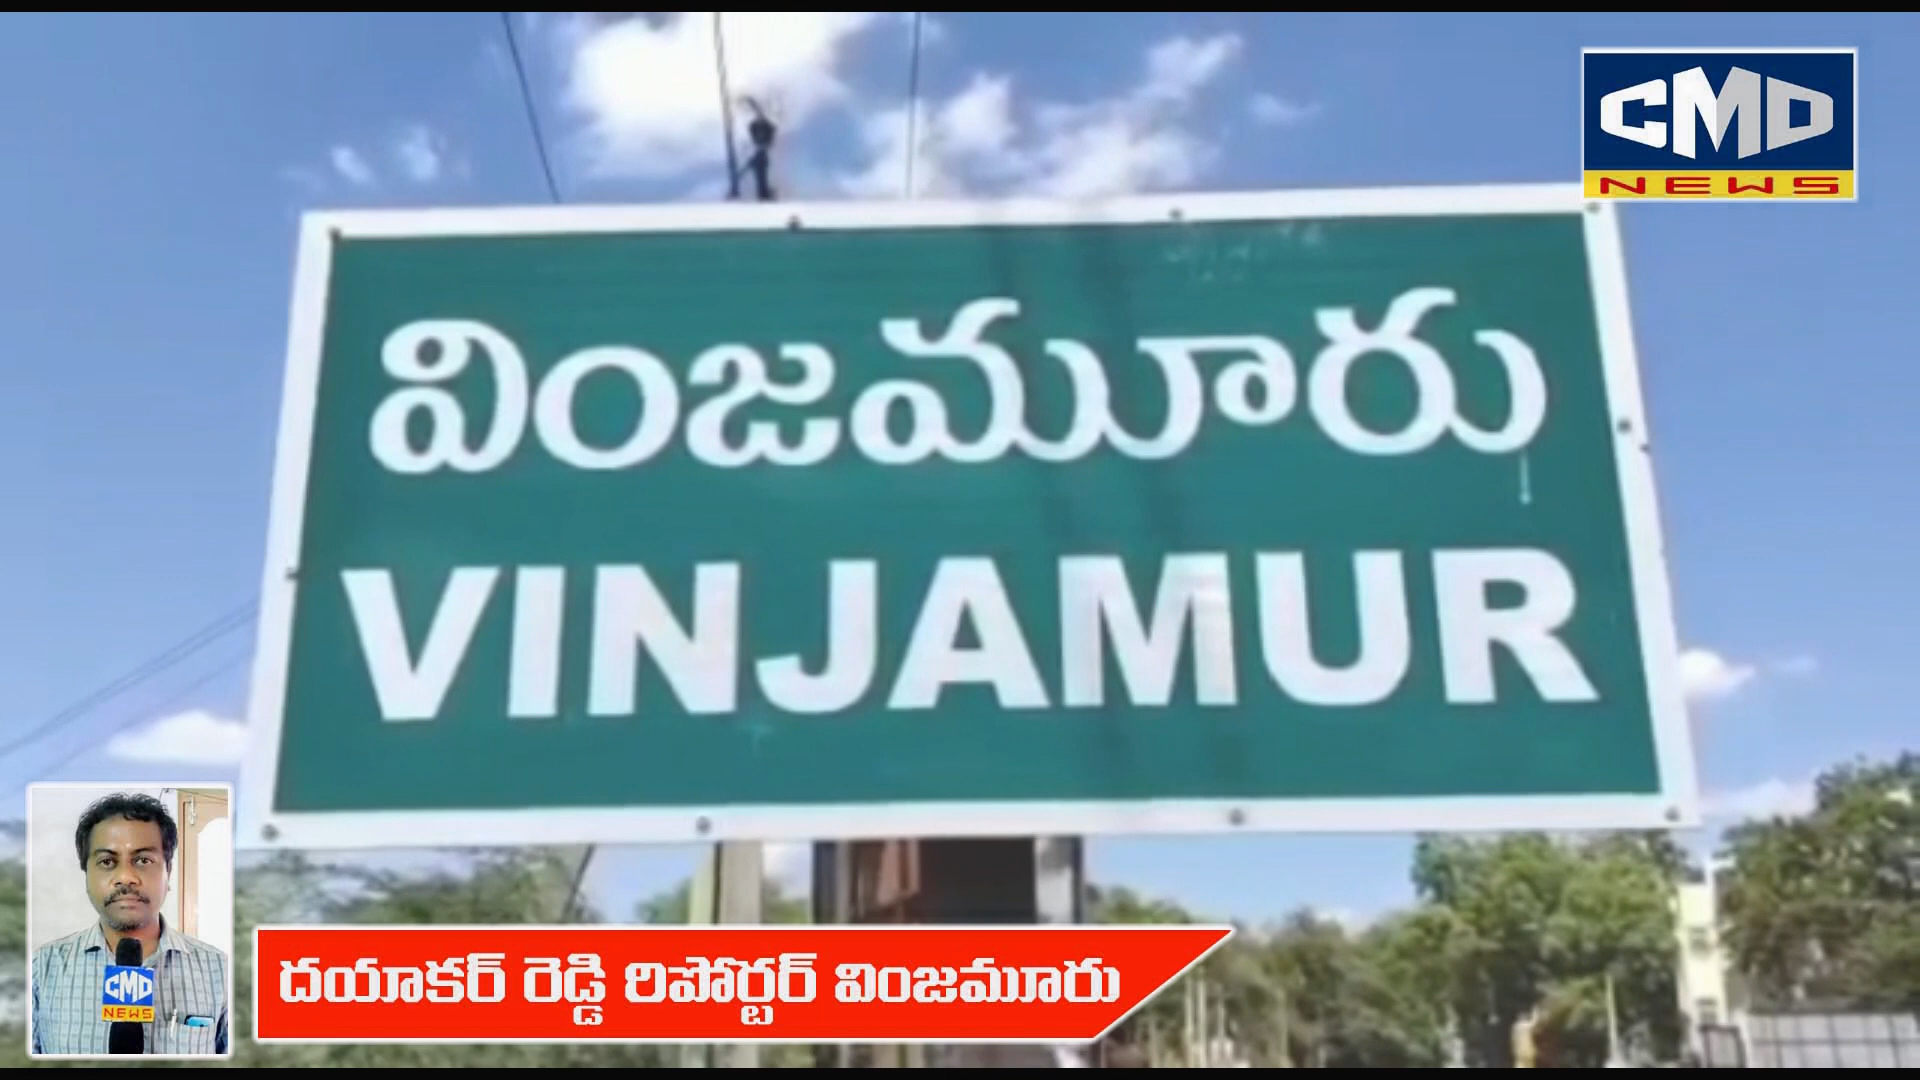 CMD
NEWS
వింజమూరు
VINJAMUR
CMD
NEWS
దయాకర్ రెడ్డి రిపోర్టర్ వింజమూరు